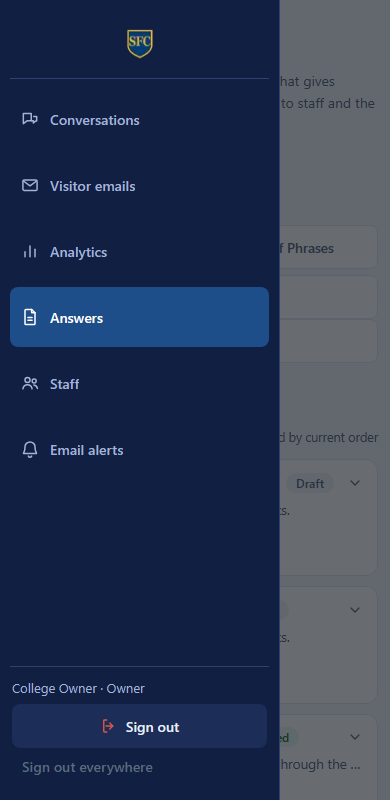 SFC
hat gives
Conversations
to staff and the
Visitor emails
Analytics
f Phrases
Answers
Staff
d by current order
Email alerts
Draft
ts.
ts.
College Owner · Owner
Sign out
ed
Sign out everywhere
hrough the ...